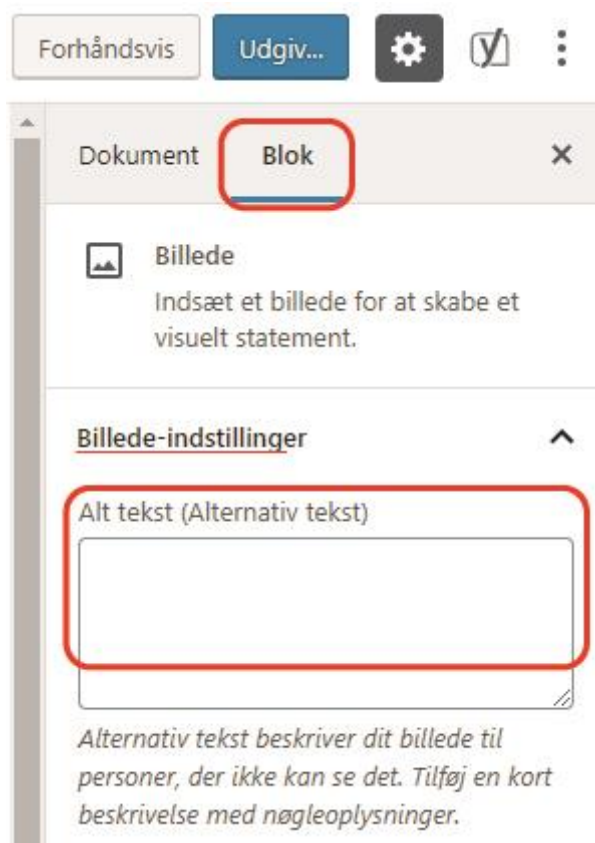 Forhåndsvis Udgiv...
Dokument Blok
Billede
Indsæt et billede for at skabe et
visuelt statement.
Billede-indstillinger
Alt tekst (Alternativ tekst)
Alternativ tekst beskriver dit billede til
personer, der ikke kan se det. Tilføj en kort
beskrivelse med nøgleoplysninger.